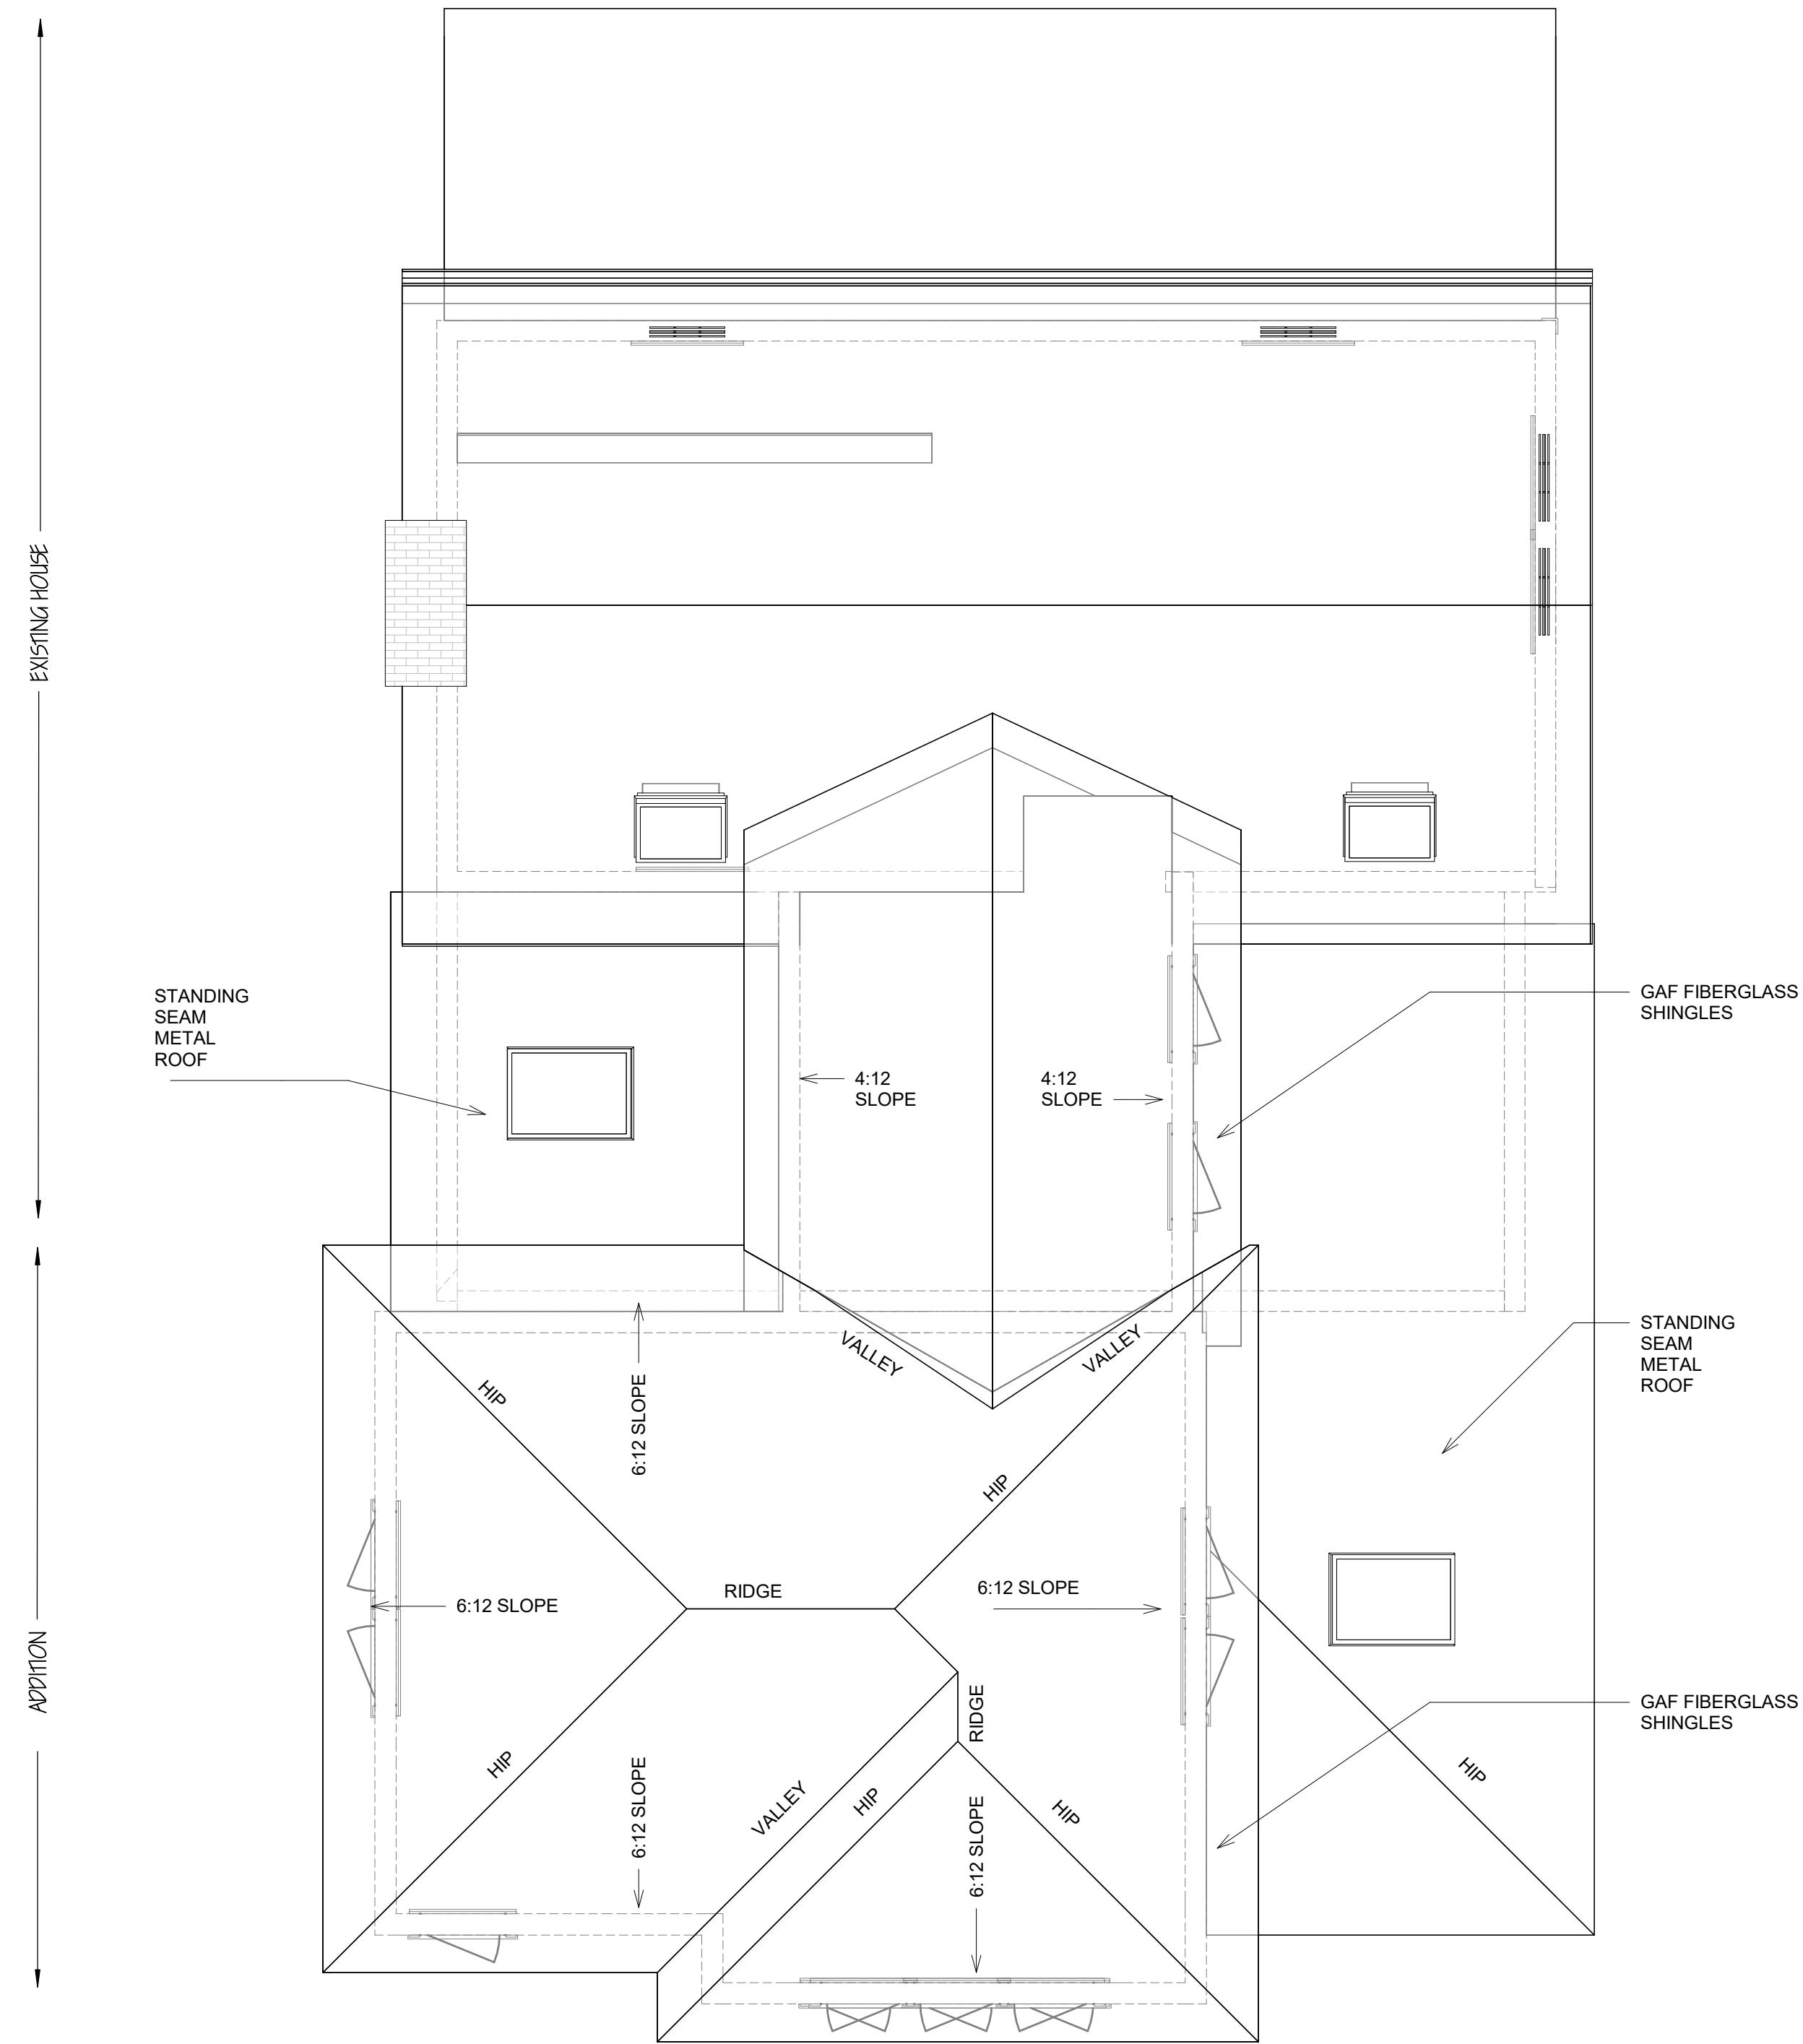 EXISTING HOUSE
STANDING
SEAM
METAL
ROOF
4:12
SLOPE
4:12
SLOPE
GAF FIBERGLASS
SHINGLES
VALLEY
VALLEY
STANDING
SEAM
METAL
ROOF
HIP
6:12 SLOPE
HIP
ADDITION
6:12 SLOPE
RIDGE
6:12 SLOPE
RIDGE
GAF FIBERGLASS
SHINGLES
HIP
6:12 SLOPE
VALLEY
HIP
6:12 SLOPE
HIP
HIP